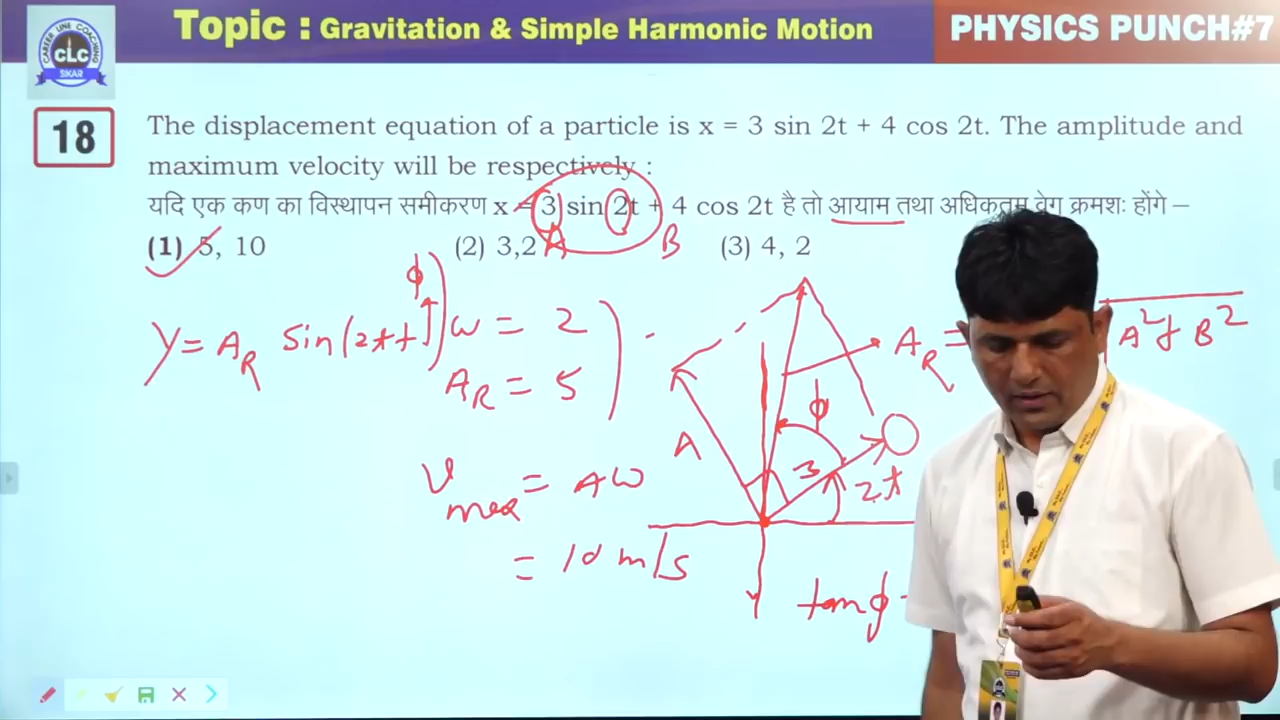 Topic : Gravitation & Simple Harmonic Motion
PHYSICS PUNCH#7
CAREER LINE COACHING
CLC
SIKAR
18
The displacement equation of a particle is x = 3 sin 2t + 4 cos 2t. The amplitude and
maximum velocity will be respectively :
यदि एक कण का विस्थापन समीकरण x = 3 sin 2t + 4 cos 2t है तो आयाम तथा अधिकतम वेग क्रमशः होंगे –
(1) 5, 10 (2) 3,2 (3) 4, 2
A B
Y = A_R sin(2t+ ϕ)
ω = 2
A_R = 5
v_max = Aω
= 10 m/s
A_R = A² + B²
A
ϕ
3
2t
Y
tanϕ